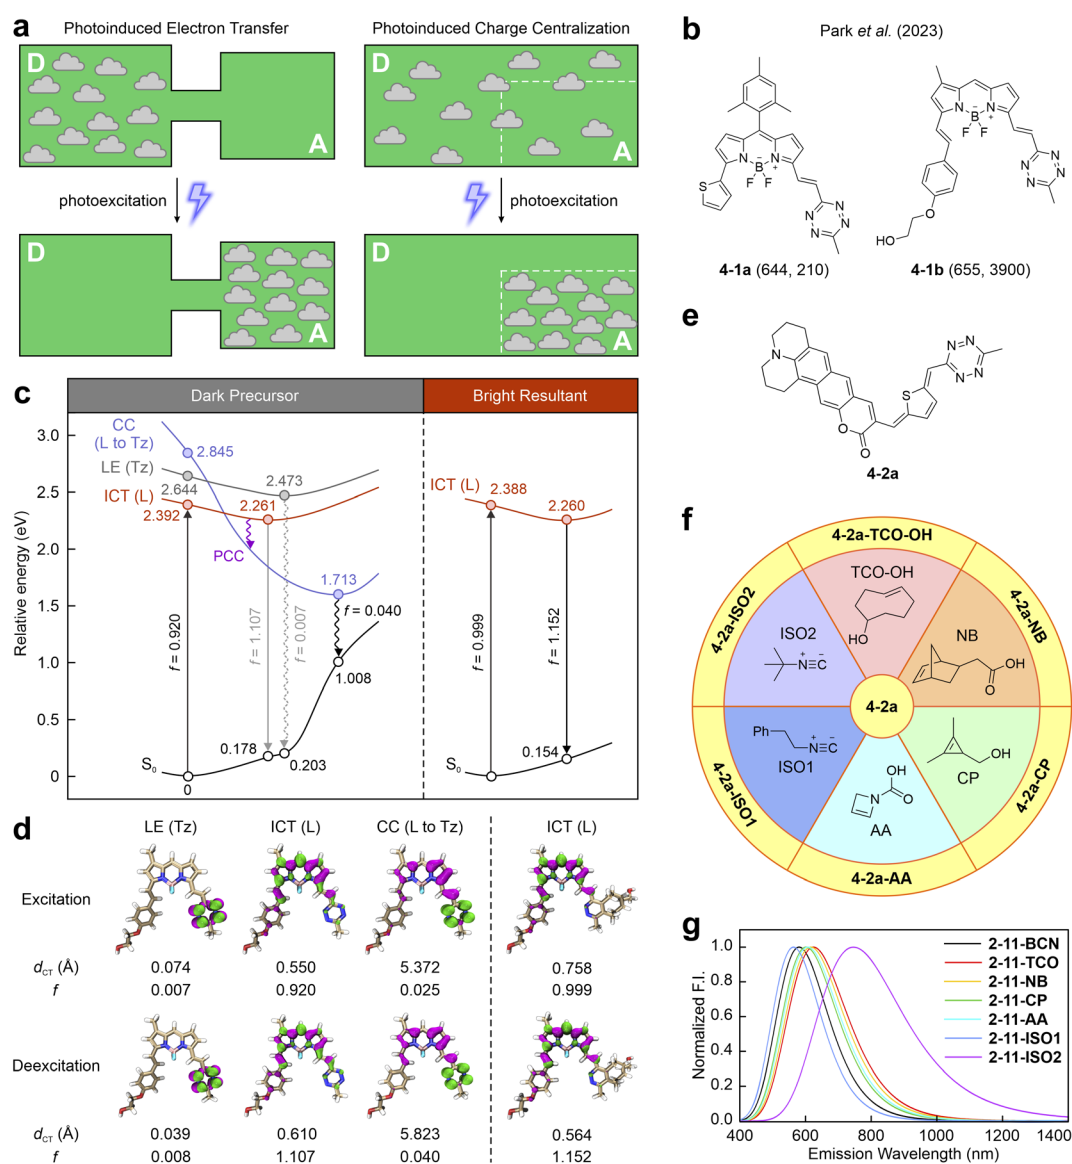 a
Photoinduced Electron Transfer
Photoinduced Charge Centralization
D
A
D
A
photoexcitation
photoexcitation
D
A
D
A
b
Park et al. (2023)
N
B
N
F
F
S
N
N
N
N
4-1a (644, 210)
N
B
N
F
F
N
N
N
N
O
HO
4-1b (655, 3900)
c
Dark Precursor
Bright Resultant
Relative energy (eV)
3.0
2.5
2.0
1.5
1.0
0.5
0
CC
(L to Tz)
2.845
LE (Tz)
2.644
2.473
ICT (L)
2.392
2.261
PCC
1.713
f = 0.920
f = 1.107
f = 0.007
f = 0.040
1.008
0.178
0.203
S₀
0
ICT (L)
2.388
2.260
f = 0.999
f = 1.152
S₀
0.154
d
LE (Tz) ICT (L) CC (L to Tz) ICT (L)
Excitation
dCT (Å) 0.074 0.550 5.372 0.758
f 0.007 0.920 0.025 0.999
Deexcitation
dCT (Å) 0.039 0.610 5.823 0.564
f 0.008 1.107 0.040 1.152
e
N
O
O
S
N
N
N
N
4-2a
f
4-2a-TCO-OH
4-2a-NB
4-2a-CP
4-2a-AA
4-2a-ISO1
4-2a-ISO2
TCO-OH
HO
NB
OH
O
OH
CP
OH
N
O
AA
Ph
N≡C
ISO1
ISO2
N≡C
4-2a
g
Normalized F.I.
1.0
0.8
0.6
0.4
0.2
0.0
2-11-BCN
2-11-TCO
2-11-NB
2-11-CP
2-11-AA
2-11-ISO1
2-11-ISO2
400 600 800 1000 1200 1400
Emission Wavelength (nm)